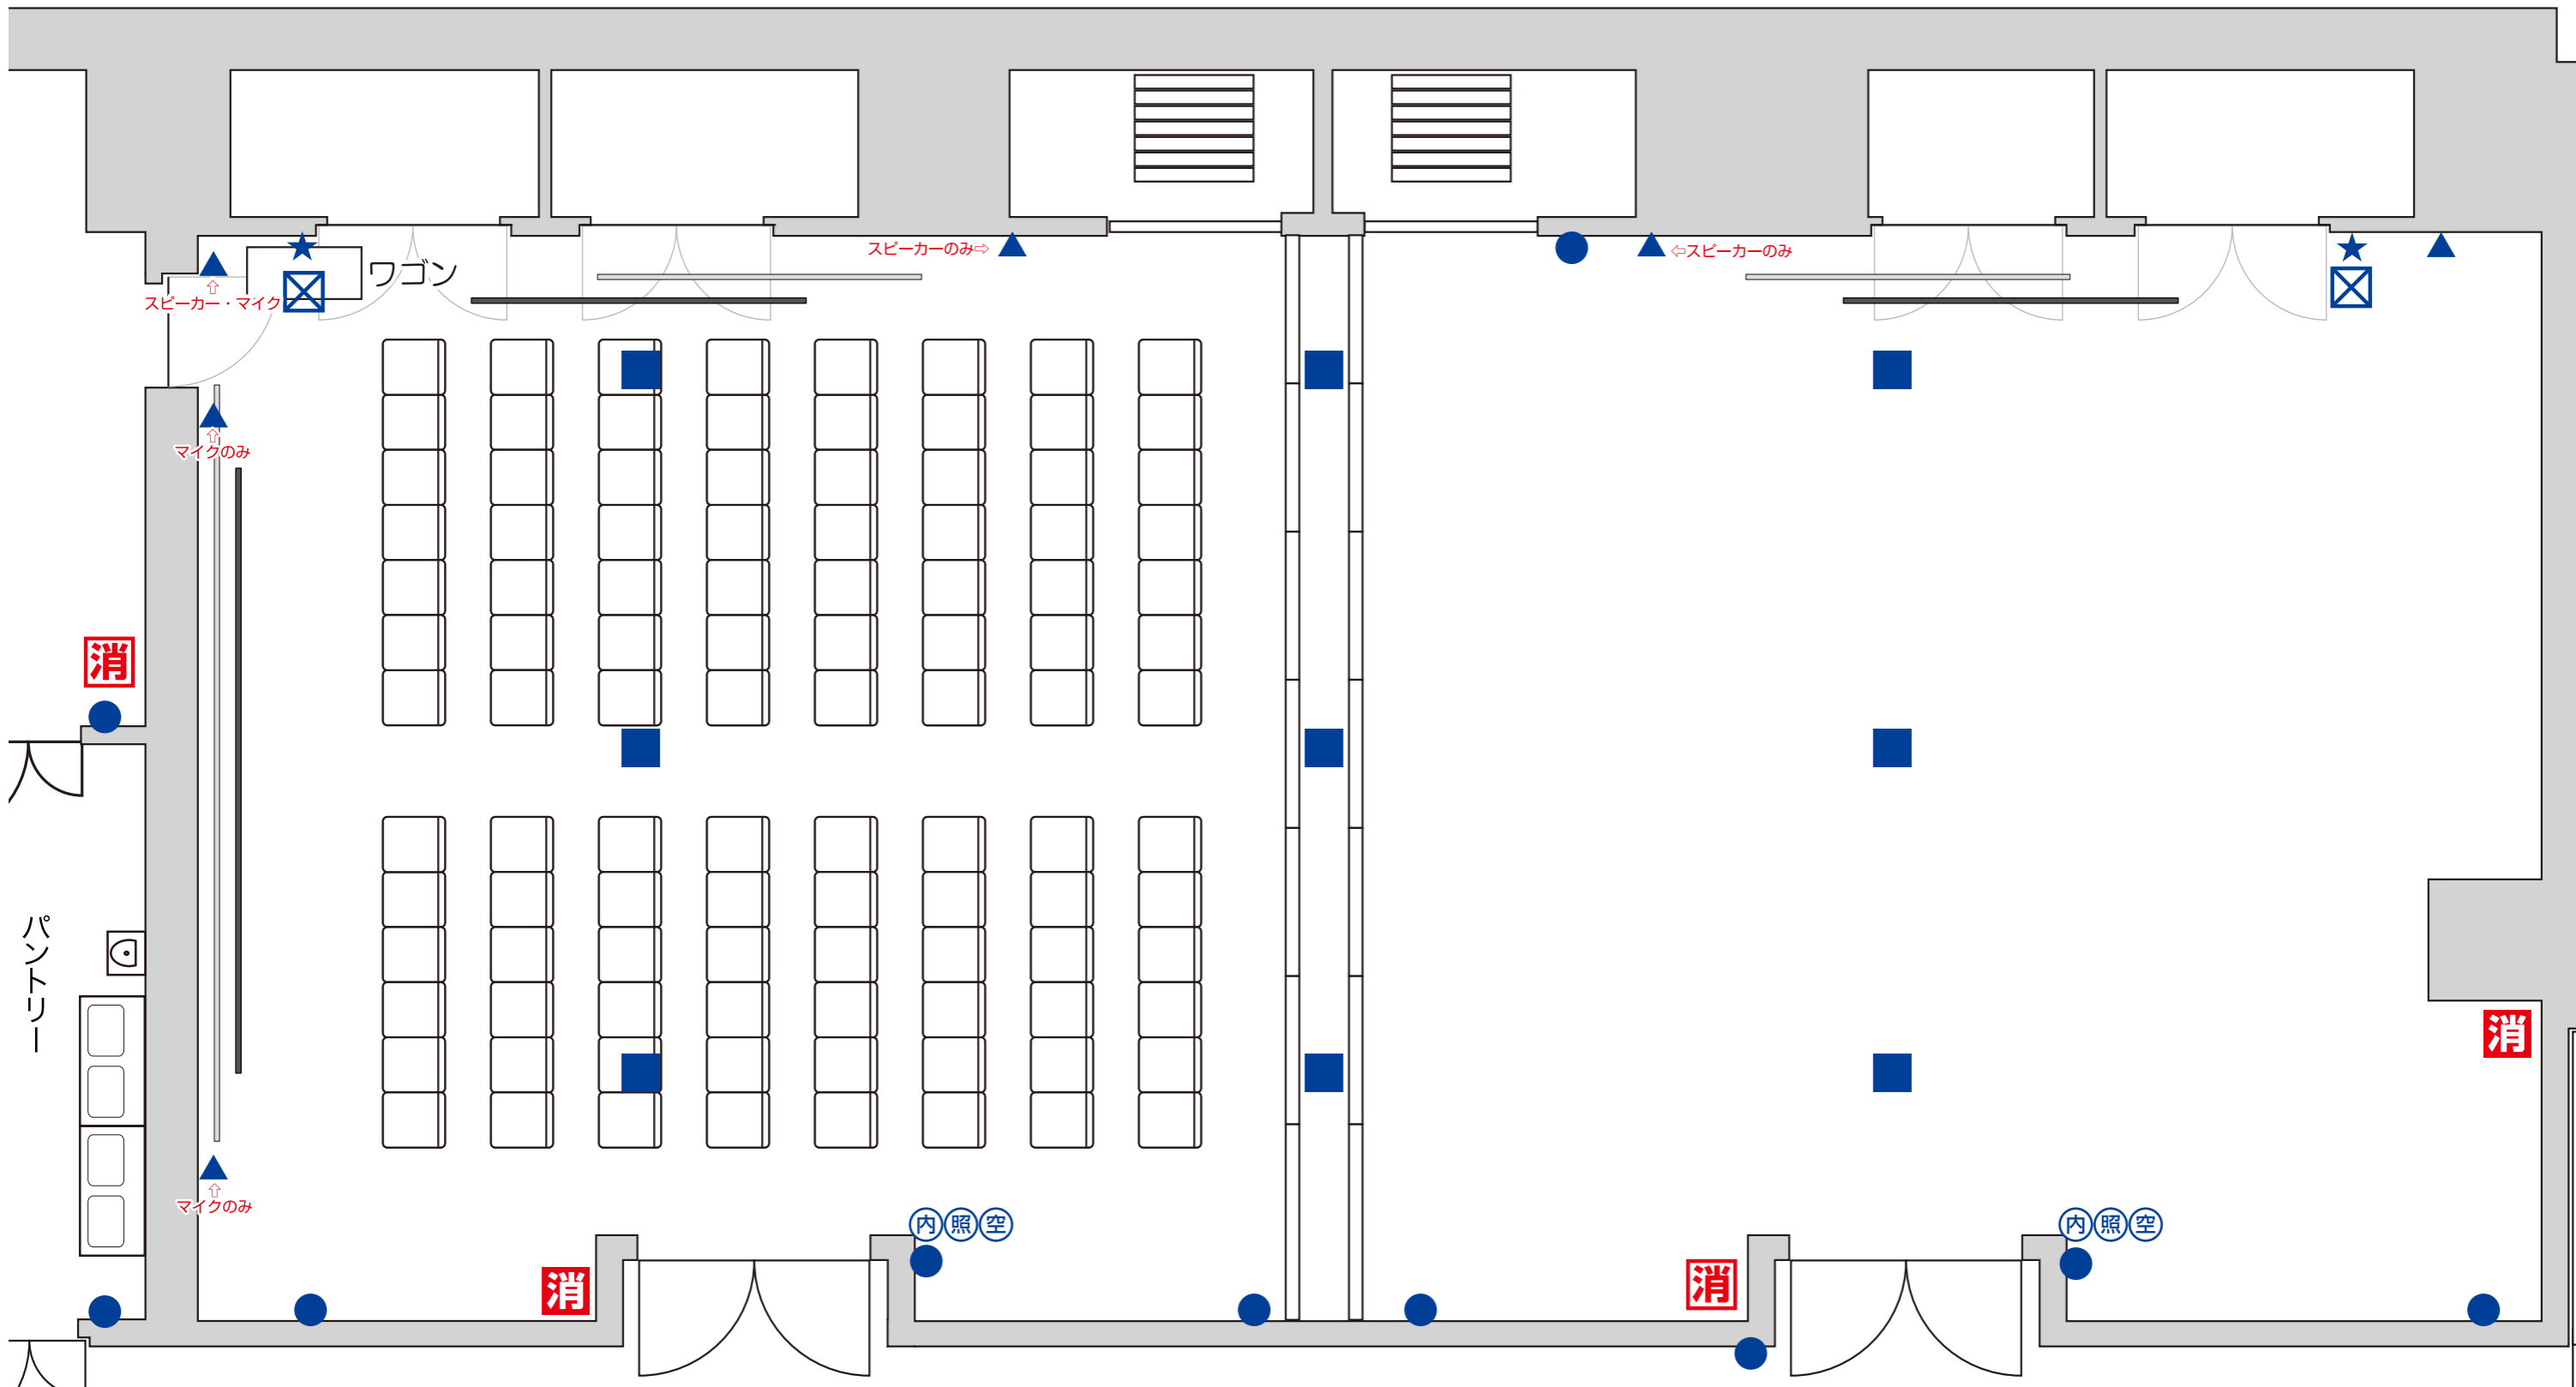 スピーカーのみ⇨
⇦スピーカーのみ
ワゴン
⇧
スピーカー・マイク
⇧
マイクのみ
消
パントリー
消
⇧
マイクのみ
内照空
内照空
消
消